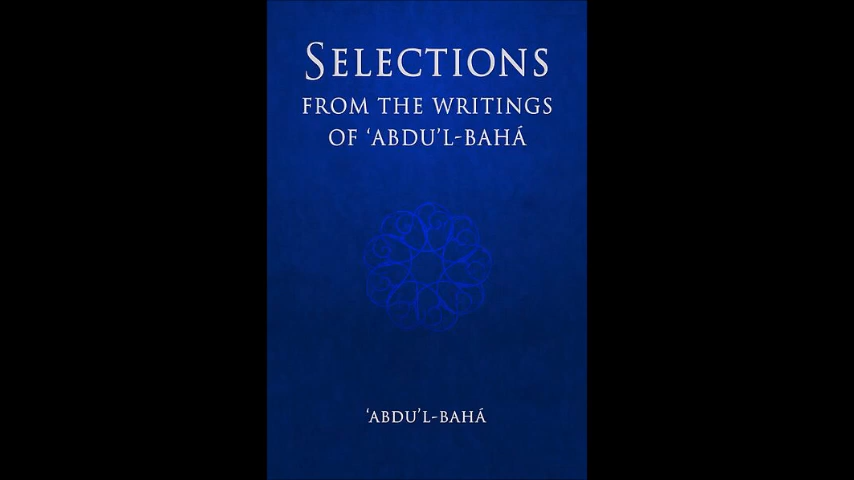 SELECTIONS
FROM THE WRITINGS
OF ‘ABDU’L-BAHÁ
‘ABDU’L-BAHÁ